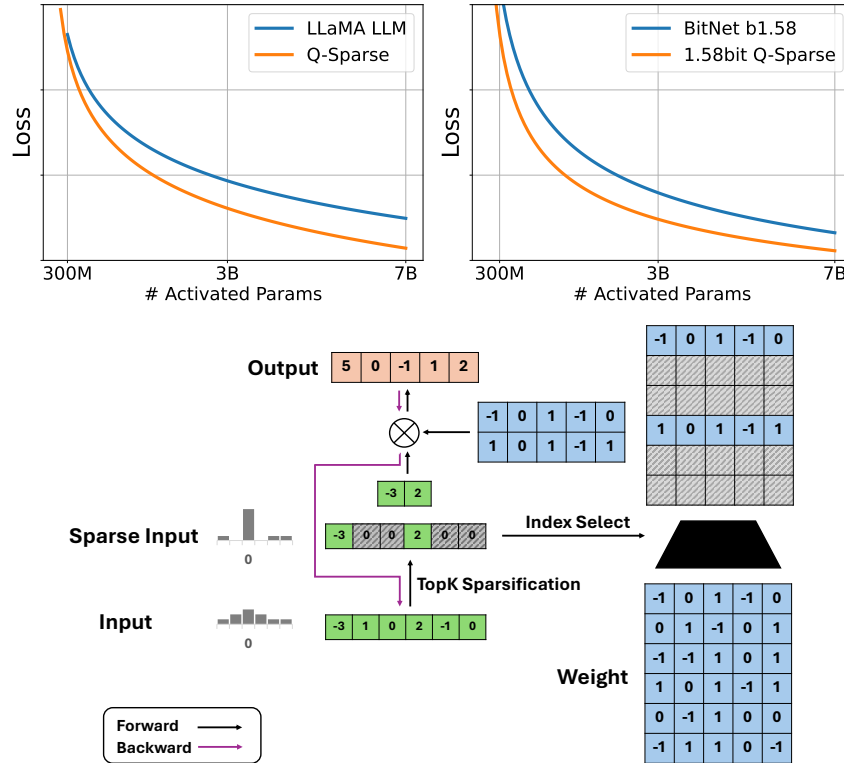 LLaMA LLM
Q-Sparse
Loss
300M
3B
7B
# Activated Params
BitNet b1.58
1.58bit Q-Sparse
Loss
300M
3B
7B
# Activated Params
Output
5 0 -1 1 2
-1 0 1 -1 0
1 0 1 -1 1
-1 0 1 -1 0
1 0 1 -1 1
-3 2
Sparse Input
0
-3 0 0 2 0 0
Index Select
TopK Sparsification
Input
0
-3 1 0 2 -1 0
Weight
-1 0 1 -1 0
0 1 -1 0 1
-1 -1 1 0 1
1 0 1 -1 1
0 -1 1 0 0
-1 1 1 0 -1
Forward
Backward